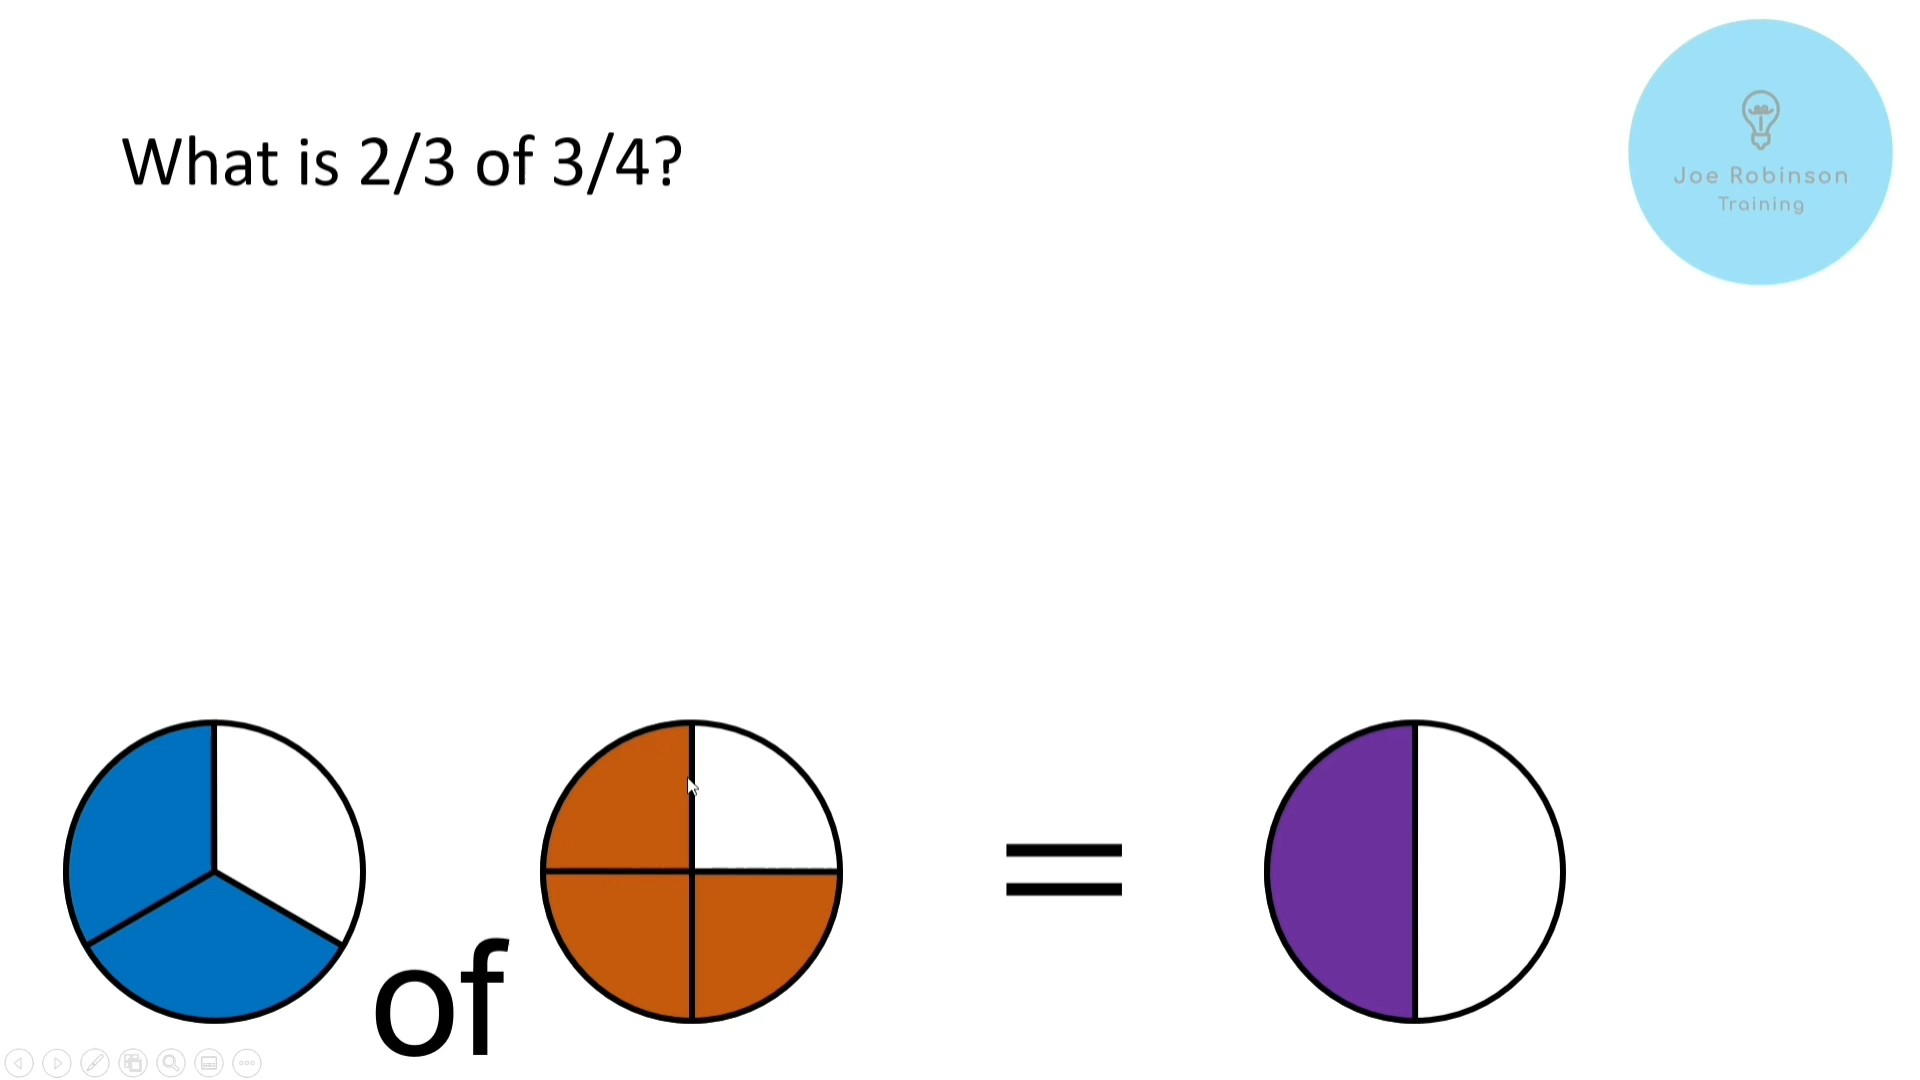 What is 2/3 of 3/4?
Joe Robinson
Training
of
=